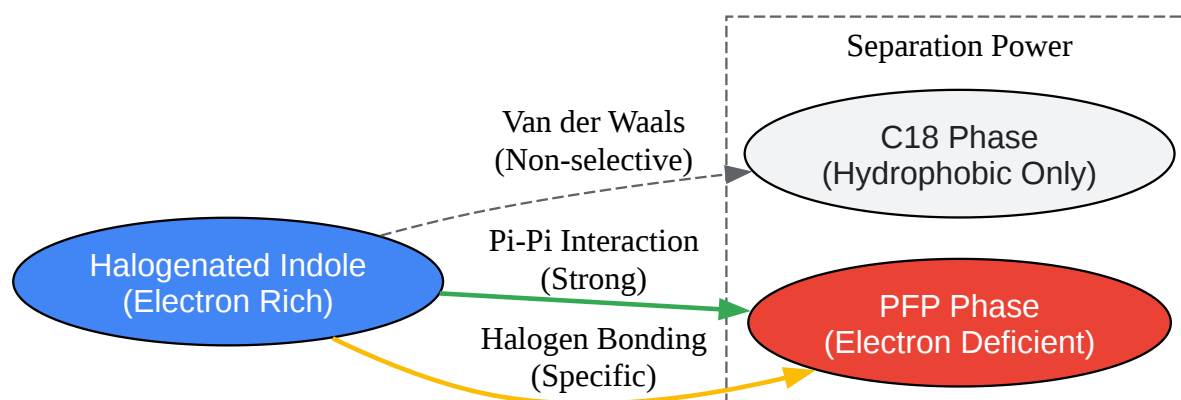 Separation Power
Van der Waals
(Non-selective)
C18 Phase
(Hydrophobic Only)
Pi-Pi Interaction
(Strong)
Halogenated Indole
(Electron Rich)
PFP Phase
(Electron Deficient)
Halogen Bonding
(Specific)